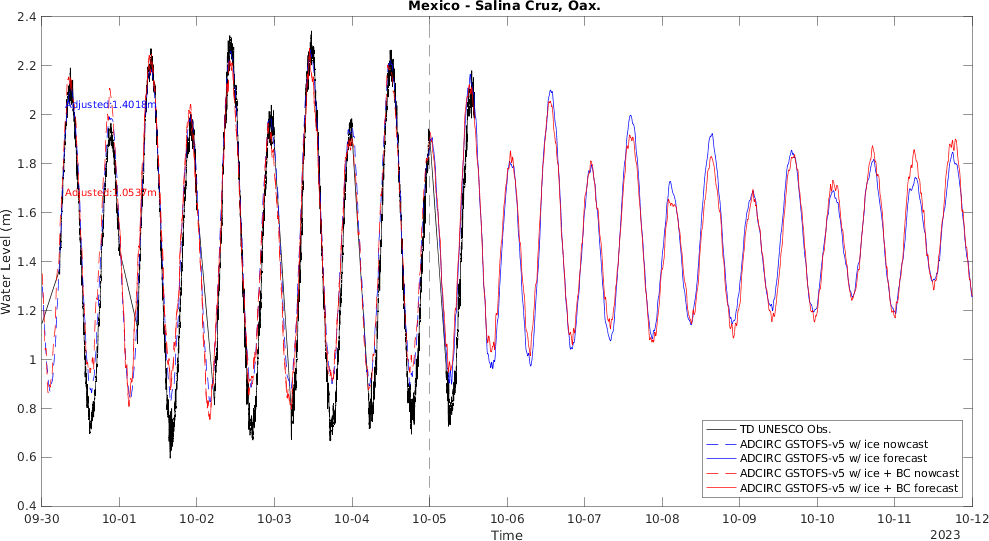 Mexico - Salina Cruz, Oax.
2.4
2.2
2
1.8
1.6
1.4
1.2
1
0.8
0.6
0.4
Water Level (m)
Adjusted:1.4018m
Adjusted:1.0537m
TD UNESCO Obs.
ADCIRC GSTOFS-v5 w/ ice nowcast
ADCIRC GSTOFS-v5 w/ ice forecast
ADCIRC GSTOFS-v5 w/ ice + BC nowcast
ADCIRC GSTOFS-v5 w/ ice + BC forecast
09-30 10-01 10-02 10-03 10-04 10-05 10-06 10-07 10-08 10-09 10-10 10-11 10-12
Time
2023